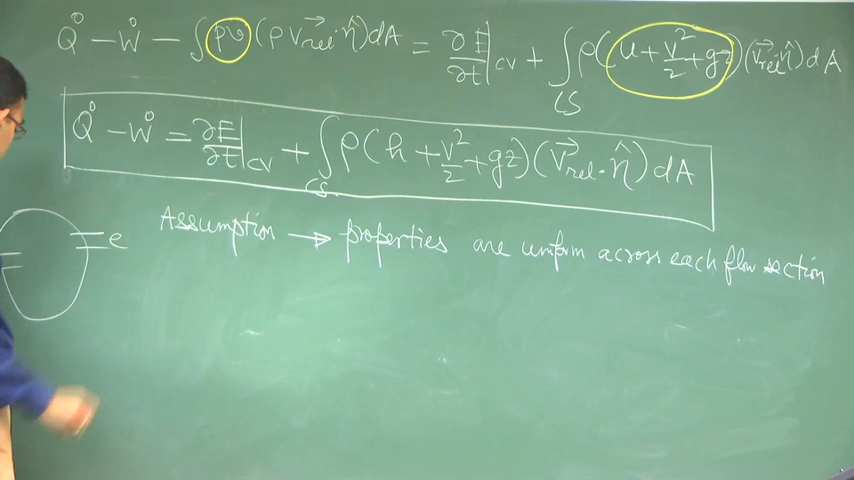 Q̇ - Ẇ - ∫ pv (ρ V⃗rel · n̂) dA = ∂E/∂t|CV + ∫CS ρ(u + V²/2 + gz)(V⃗rel · n̂) dA
Q̇ - Ẇ = ∂E/∂t|CV + ∫CS ρ(h + V²/2 + gz)(V⃗rel · n̂) dA
e Assumption → properties are uniform across each flow section